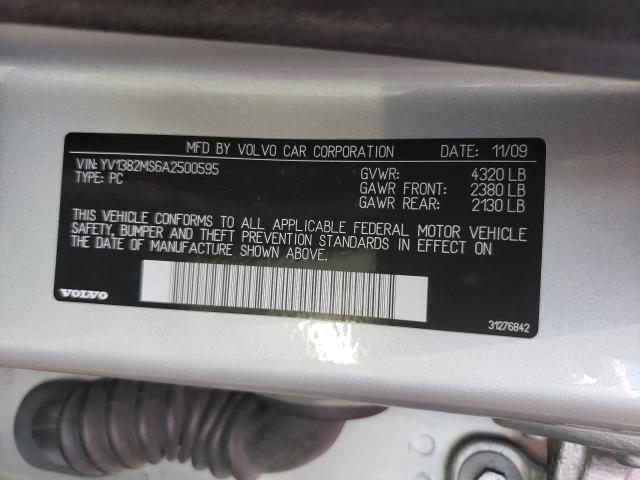 MFD BY VOLVO CAR CORPORATION DATE: 11/09
VIN: YV1382MS6A2500595
TYPE: PC
GVWR: 4320 LB
GAWR FRONT: 2380 LB
GAWR REAR: 2130 LB
THIS VEHICLE CONFORMS TO ALL APPLICABLE FEDERAL MOTOR VEHICLE
SAFETY, BUMPER AND THEFT PREVENTION STANDARDS IN EFFECT ON
THE DATE OF MANUFACTURE SHOWN ABOVE.
VOLVO
31276842